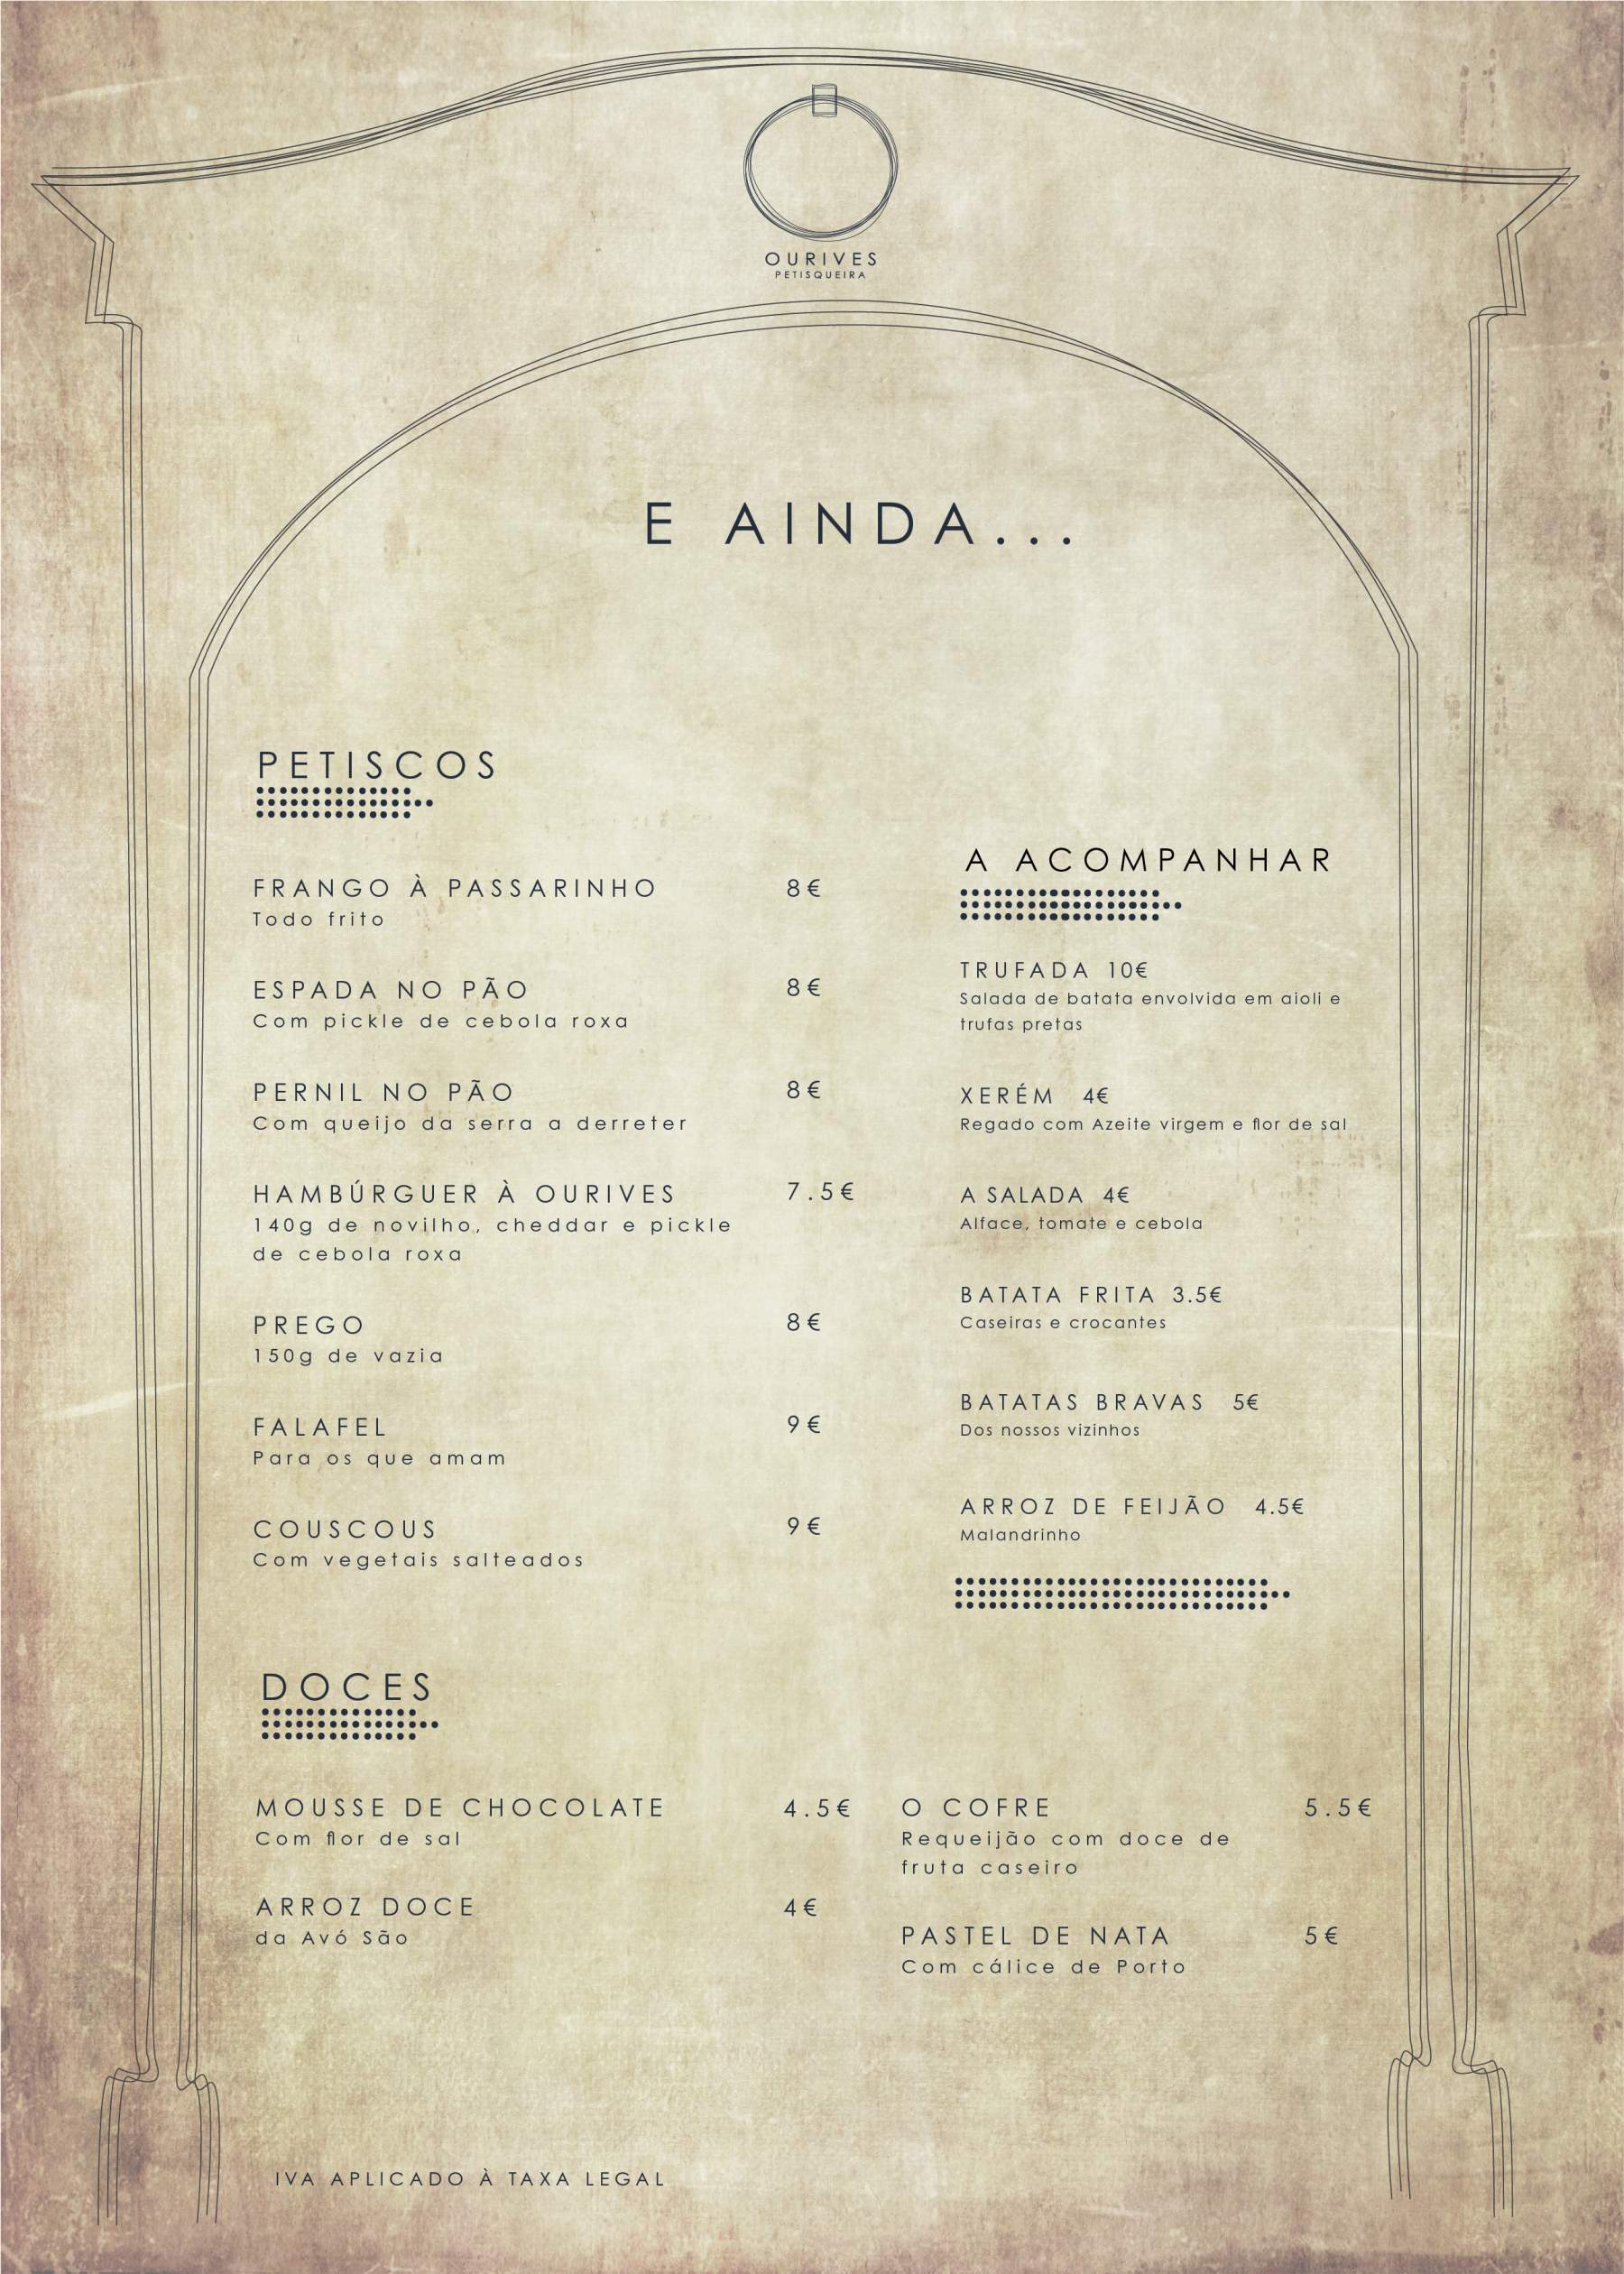 OURIVES
PETISQUEIRA
E AINDA...
PETISCOS
FRANGO À PASSARINHO 8€
Todo frito
ESPADA NO PÃO 8€
Com pickle de cebola roxa
PERNIL NO PÃO 8€
Com queijo da serra a derreter
HAMBÚRGUER À OURIVES 7.5€
140g de novilho, cheddar e pickle
de cebola roxa
PREGO 8€
150g de vazia
FALAFEL 9€
Para os que amam
COUSCOUS 9€
Com vegetais salteados
A ACOMPANHAR
TRUFADA 10€
Salada de batata envolvida em aioli e
trufas pretas
XERÉM 4€
Regado com Azeite virgem e flor de sal
A SALADA 4€
Alface, tomate e cebola
BATATA FRITA 3.5€
Caseiras e crocantes
BATATAS BRAVAS 5€
Dos nossos vizinhos
ARROZ DE FEIJÃO 4.5€
Malandrinho
DOCES
MOUSSE DE CHOCOLATE 4.5€
Com flor de sal
ARROZ DOCE 4€
da Avó São
O COFRE 5.5€
Requeijão com doce de
fruta caseiro
PASTEL DE NATA 5€
Com cálice de Porto
IVA APLICADO À TAXA LEGAL